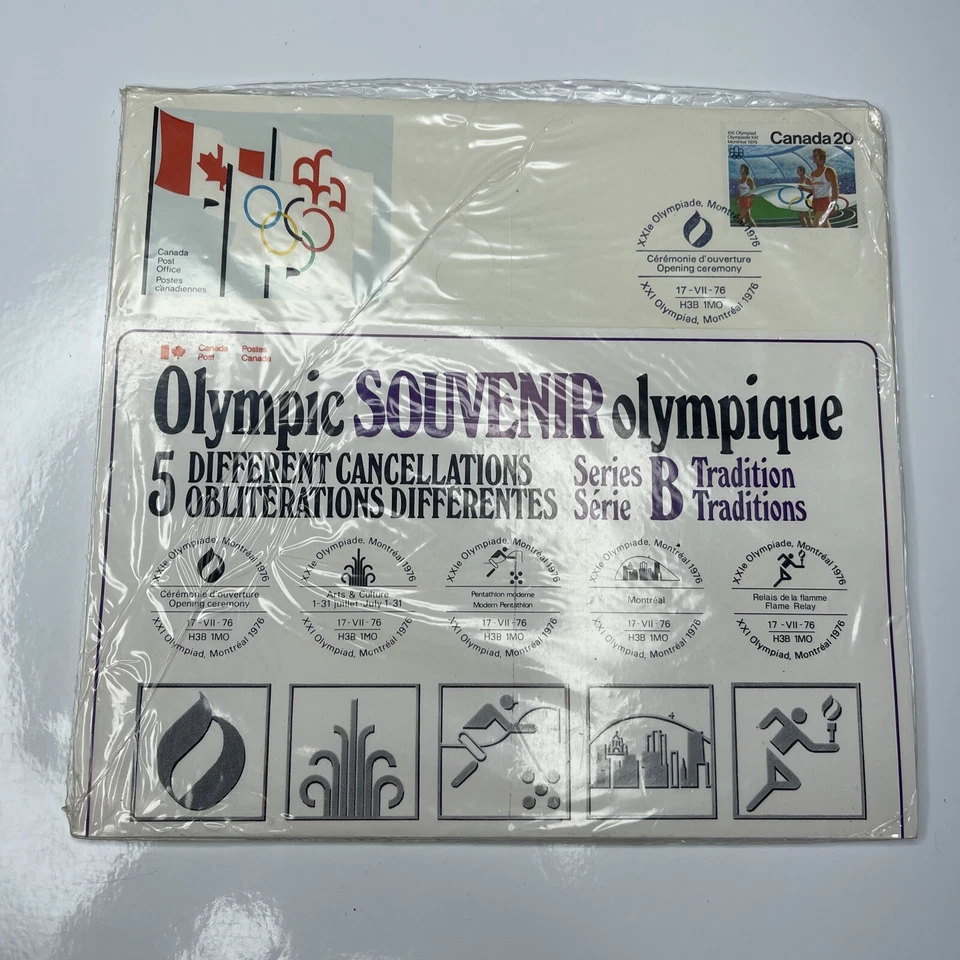 Canada
Post
Office
Postes
canadiennes
XXI Olympiad
Olympiade XXI
Montréal 1976
Canada 20
XXIe Olympiade, Montréal 1976
Cérémonie d'ouverture
Opening ceremony
17-VII-76
H3B 1M0
XXI Olympiad, Montréal 1976
Canada Postes
Post Canada
Olympic SOUVENIR olympique
5 DIFFERENT CANCELLATIONS
OBLITÉRATIONS DIFFÉRENTES
Series B Tradition
Série Traditions
XXIe Olympiade, Montréal 1976
Cérémonie d'ouverture
Opening ceremony
17-VII-76
H3B 1M0
XXI Olympiad, Montréal 1976
XXIe Olympiade, Montréal 1976
Arts & Culture
1-31 juillet July 1-31
17-VII-76
H3B 1M0
XXI Olympiad, Montréal 1976
XXIe Olympiade, Montréal 1976
Pentathlon moderne
Modern Pentathlon
17-VII-76
H3B 1M0
XXI Olympiad, Montréal 1976
XXIe Olympiade, Montréal 1976
Montréal
17-VII-76
H3B 1M0
XXI Olympiad, Montréal 1976
XXIe Olympiade, Montréal 1976
Relais de la flamme
Flame Relay
17-VII-76
H3B 1M0
XXI Olympiad, Montréal 1976